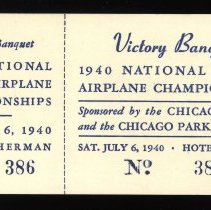 Banquet
NATIONAL
AIRPLANE
ONSHIPS
6, 1940
HERMAN
386
Victory Banq
1940 NATIONAL
AIRPLANE CHAMPIO
Sponsored by the CHICAG
and the CHICAGO PARK
SAT. JULY 6, 1940 · HOTE
No. 38